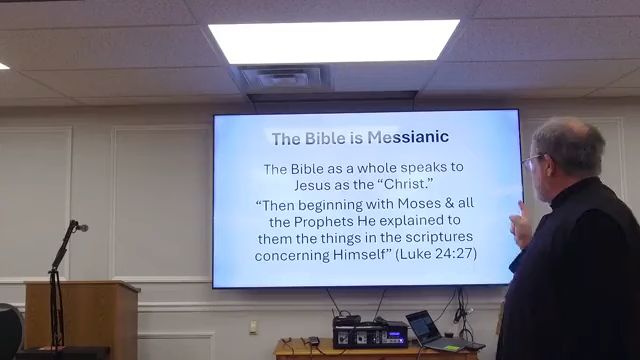 The Bible is Messianic
The Bible as a whole speaks to
Jesus as the “Christ.”
“Then beginning with Moses & all
the Prophets He explained to
them the things in the scriptures
concerning Himself” (Luke 24:27)